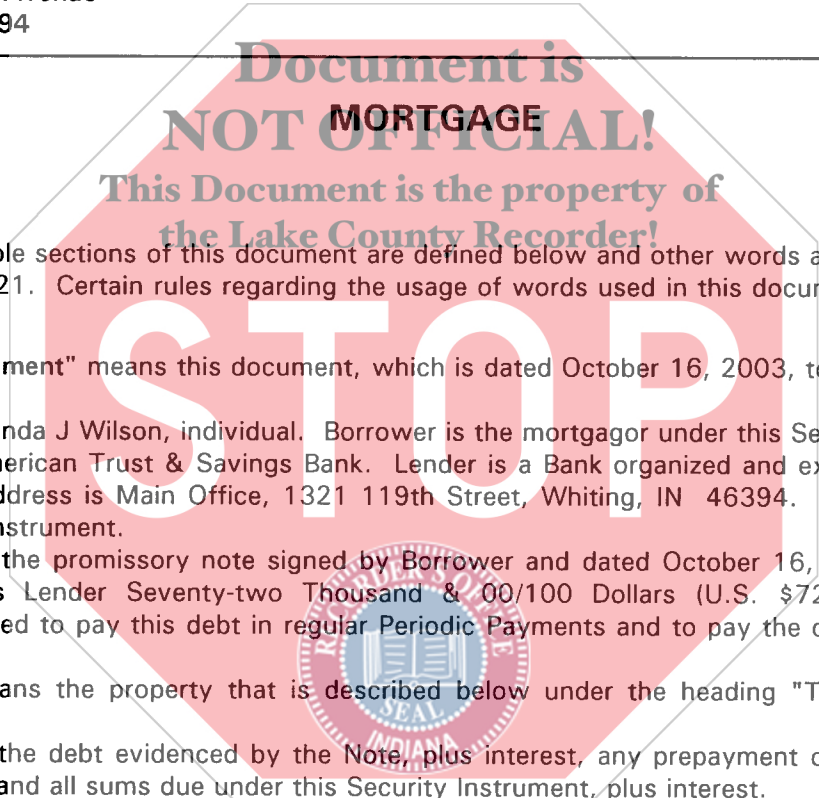 94
Document is
NOT OFFICIAL!
MORTGAGE
This Document is the property of
the Lake County Recorder!
ole sections of this document are defined below and other words a
21. Certain rules regarding the usage of words used in this docu
ment" means this document, which is dated October 16, 2003, t
nda J Wilson, individual. Borrower is the mortgagor under this Se
nerican Trust & Savings Bank. Lender is a Bank organized and ex
ddress is Main Office, 1321 119th Street, Whiting, IN 46394.
nstrument.
the promissory note signed by Borrower and dated October 16,
s Lender Seventy-two Thousand & 00/100 Dollars (U.S. $72
ed to pay this debt in regular Periodic Payments and to pay the
ans the property that is described below under the heading "T
the debt evidenced by the Note, plus interest, any prepayment
and all sums due under this Security Instrument, plus interest.
STOP
RECORDER'S OFFICE
SEAL
INDIANA